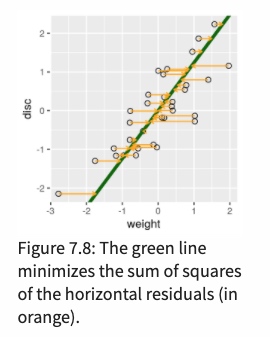 2
1
0
-1
-2
disc
-3 -2 -1 0 1 2
weight
Figure 7.8: The green line
minimizes the sum of squares
of the horizontal residuals (in
orange).